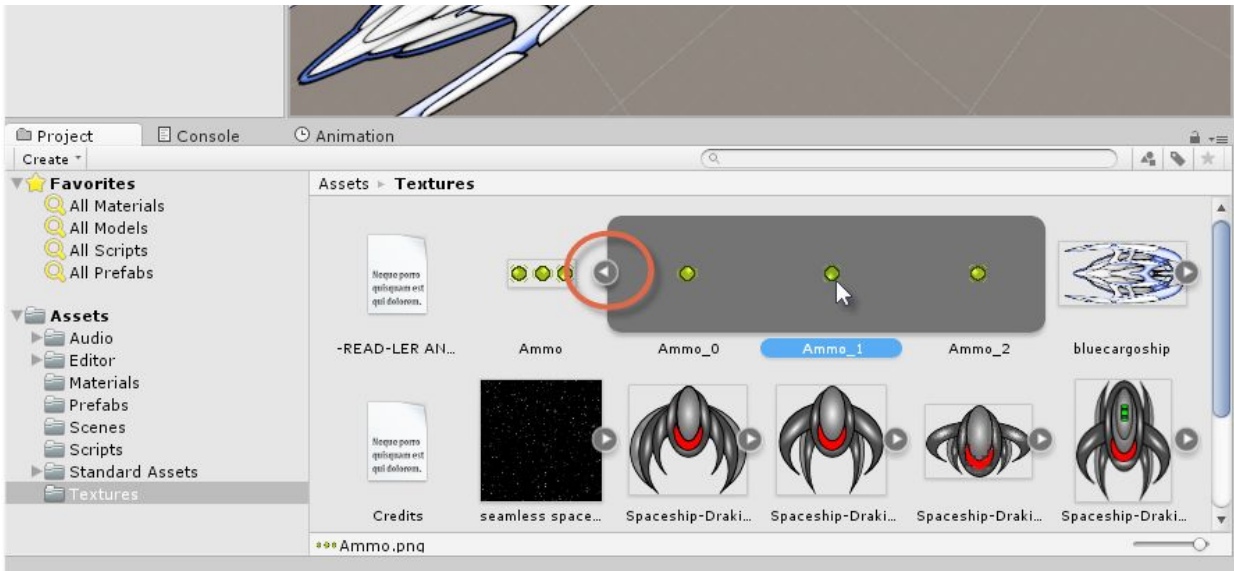 Project
Console
Animation
Create
Favorites
All Materials
All Models
All Scripts
All Prefabs
Assets
Audio
Editor
Materials
Prefabs
Scenes
Scripts
Standard Assets
Textures
Assets ▸ Textures
Neque porro
quisquam est
qui dolorem.
-READ-LER AN...
Ammo
Ammo_0
Ammo_1
Ammo_2
bluecargoship
Neque porro
quisquam est
qui dolorem.
Credits
seamless space...
Spaceship-Draki...
Spaceship-Draki...
Spaceship-Draki...
Spaceship-Draki...
Ammo.png